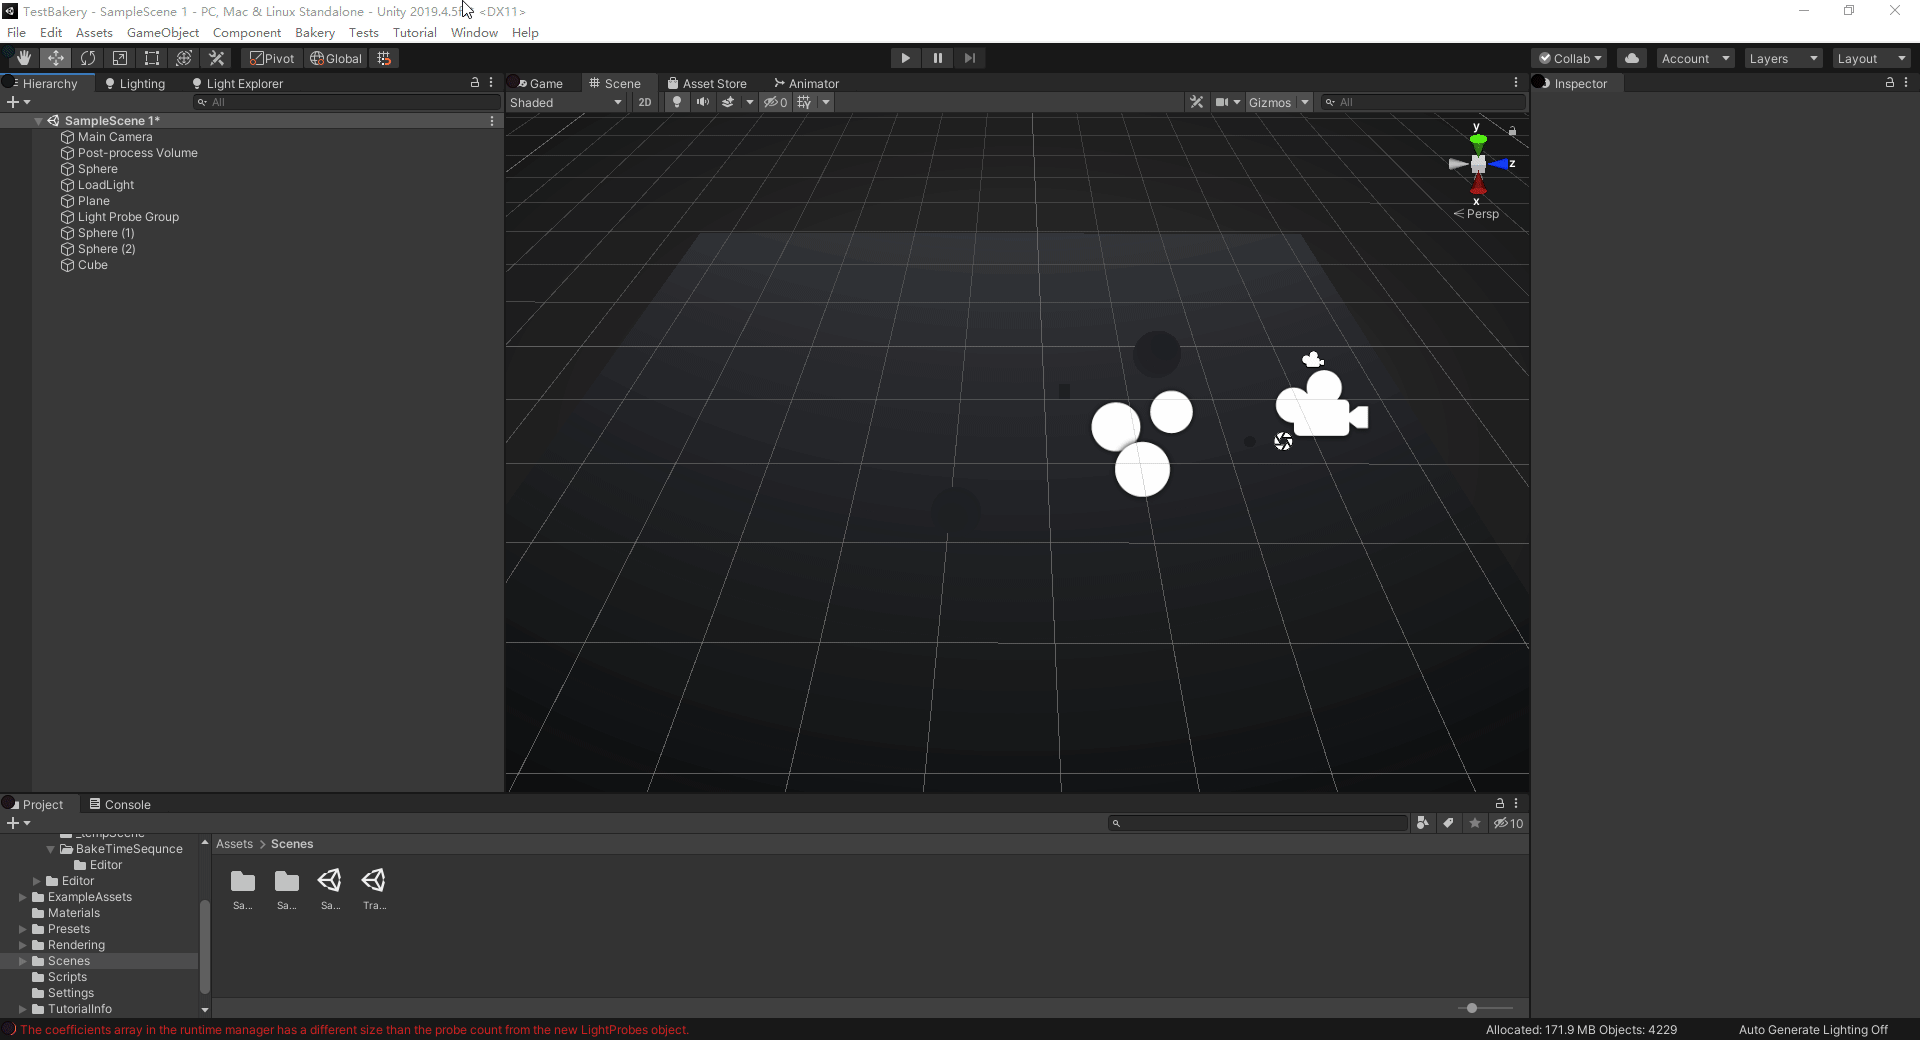 TestBakery - SampleScene 1 - PC, Mac & Linux Standalone - Unity 2019.4.5f <DX11>
File Edit Assets GameObject Component Bakery Tests Tutorial Window Help
Pivot Global Collab Account Layers Layout
Hierarchy Lighting Light Explorer
All
SampleScene 1*
Main Camera
Post-process Volume
Sphere
LoadLight
Plane
Light Probe Group
Sphere (1)
Sphere (2)
Cube
Game Scene Asset Store Animator
Shaded 2D 0 Gizmos All
y
z
x
Persp
Inspector
Project Console
10
_tempScene
BakeTimeSequnce
Editor
Editor
ExampleAssets
Materials
Presets
Rendering
Scenes
Scripts
Settings
TutorialInfo
Assets > Scenes
Sa... Sa... Sa... Tra...
The coefficients array in the runtime manager has a different size than the probe count from the new LightProbes object.
Allocated: 171.9 MB Objects: 4229 Auto Generate Lighting Off